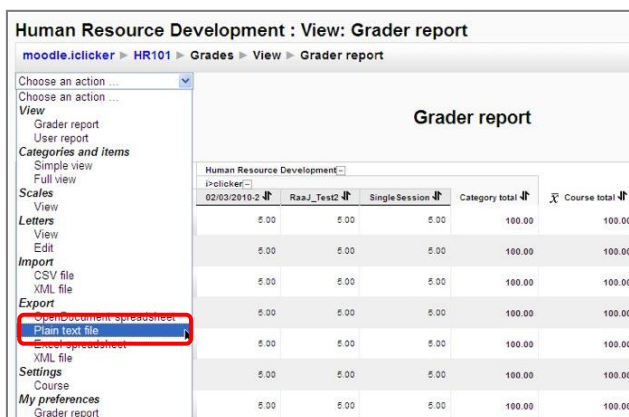 Human Resource Development : View: Grader report
moodle.iclicker ► HR101 ► Grades ► View ► Grader report
Choose an action ...
Choose an action ...
View
Grader report
User report
Categories and items
Simple view
Full view
Scales
View
Letters
View
Edit
Import
CSV file
XML file
Export
OpenDocument spreadsheet
Plain text file
Excel spreadsheet
XML file
Settings
Course
My preferences
Grader report
Grader report
Human Resource Development
i>clicker
02/03/2010-2 RaaJ_Test2 SingleSession Category total x̅ Course total
5.00 5.00 5.00 100.00 100.00
5.00 5.00 5.00 100.00 100.00
5.00 5.00 5.00 100.00 100.00
5.00 5.00 5.00 100.00 100.00
5.00 5.00 5.00 100.00 100.00
5.00 5.00 5.00 100.00 100.00
5.00 5.00 5.00 100.00 100.00